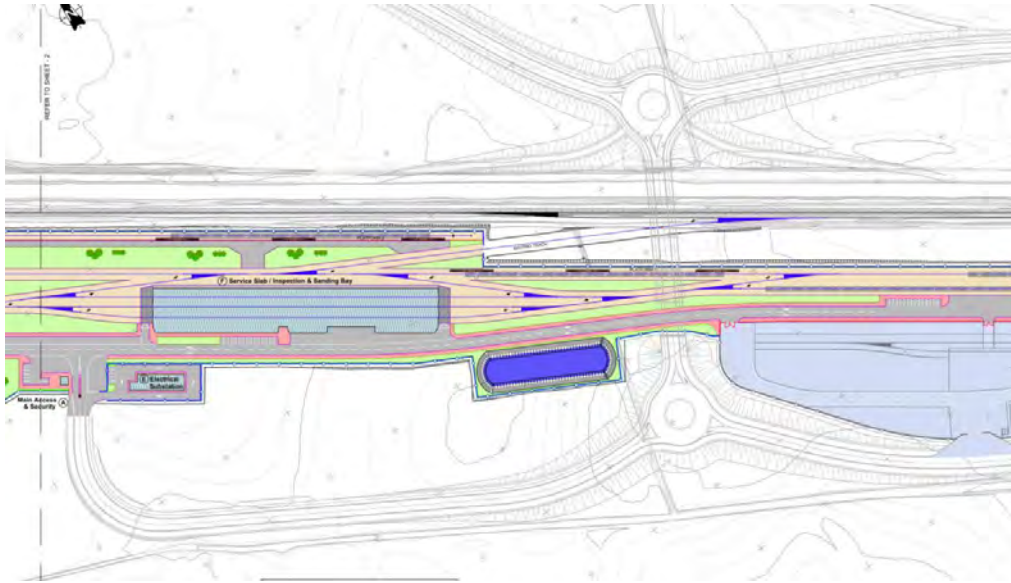 REFER TO SHEET - 2
F Service Slab / Inspection & Sanding Bay
E Electrical
Substation
Main Access
& Security A